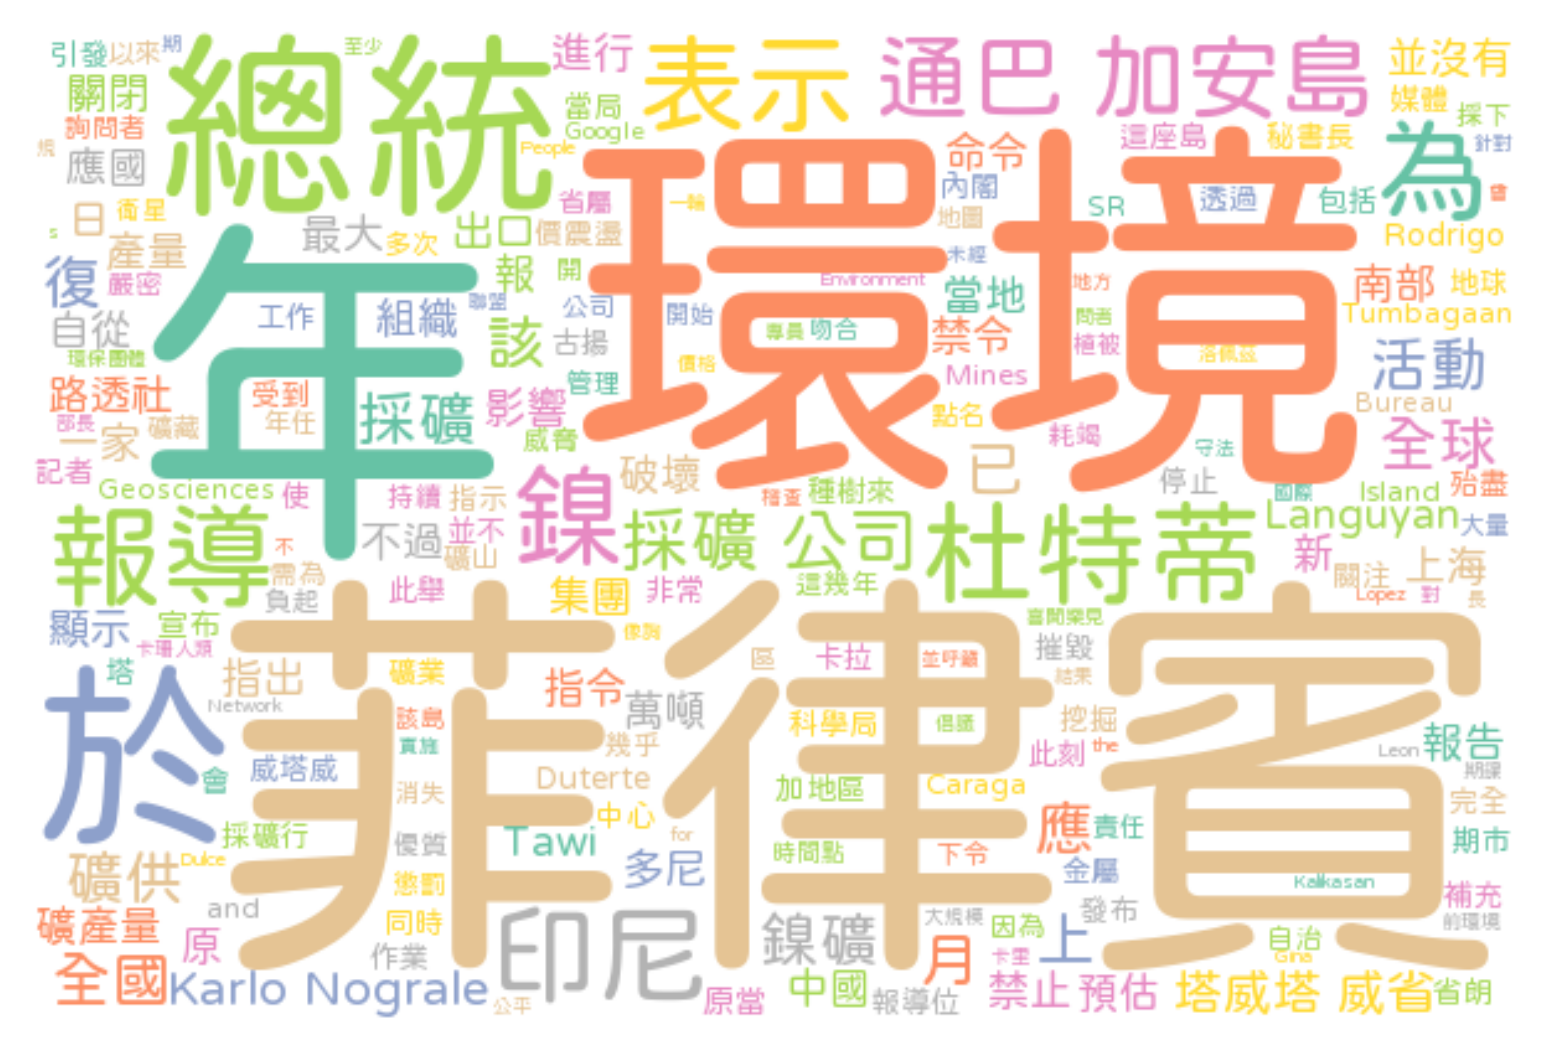 引發
以來
期
總統
至少
進行
表示
通巴
加安島
並沒有
關閉
當局
媒體
採下
詢問者
Google
People
這座島
秘書長
為
針對
規
應國
環境
命令
內閣
省屬
一輪
SR
透過
包括
會
日
衛星
最大
多次
出口
價震盪
地圖
Rodrigo
s
產量
年
報
開
未經
復
嚴密
Environment
當地
地方
南部
地球
工作
組織
聯盟
公司
開始
問者
Tumbagaan
自從
該
古揚
專員
吻合
禁令
植被
洛佩茲
活動
環保團體
管理
價格
Mines
路透社
受到
採礦
影響
點名
Bureau
部長
一家
礦藏
年任
威脅
耗竭
守法
全球
記者
破壞
已
停止
殆盡
Geosciences
使
持續
指示
鎳
稽查
種樹來
國際
Island
報導
不
不過
並不
採礦
公司
杜特蒂
Languyan
大量
礦山
新
需為
負起
此舉
集團
非常
這幾年
關注
上海
Lopez
對
長
顯示
宣布
菲律賓
像胸
喜聞樂見
卡珊人類
摧毀
於
塔
指出
礦業
區
卡拉
並呼籲
結果
指令
Network
該島
萬噸
科學局
倡議
挖掘
實施
幾乎
此刻
the
Leon
報告
會
威塔威
Duterte
期課
消失
加地區
Caraga
完全
中心
採礦行
優質
Tawi
for
應
責任
期市
礦供
Dulce
多尼
時間點
下令
金屬
懲罰
Kalikasan
補充
and
印尼
鎳礦
大規模
發布
前環境
礦產量
原
同時
因為
上
自治
作業
月
卡里
Gina
全國
Karlo Nograle
公平
原當
中國
報導位
禁止
預估
塔威塔
威省
省朗